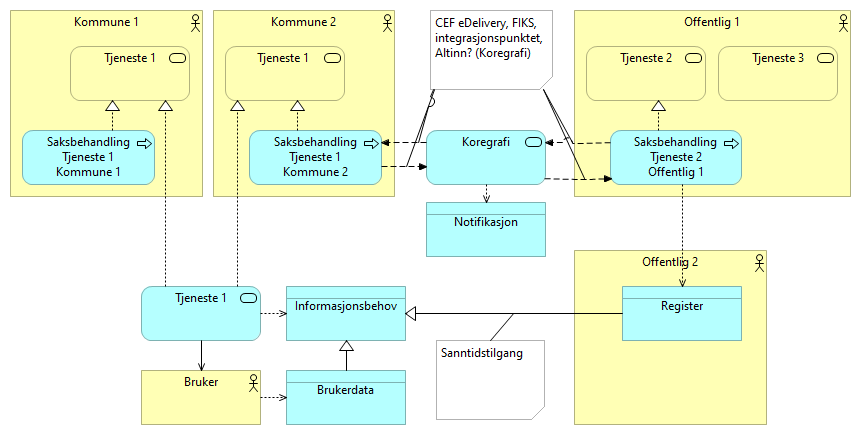 Kommune 1
Kommune 2
CEF eDelivery, FIKS,
integrasjonspunktet,
Altinn? (Koregrafi)
Offentlig 1
Tjeneste 1
Tjeneste 1
Tjeneste 2
Tjeneste 3
Saksbehandling
Tjeneste 1
Kommune 1
Saksbehandling
Tjeneste 1
Kommune 2
Koregrafi
Saksbehandling
Tjeneste 2
Offentlig 1
Notifikasjon
Offentlig 2
Tjeneste 1
Informasjonsbehov
Register
Sanntidstilgang
Bruker
Brukerdata